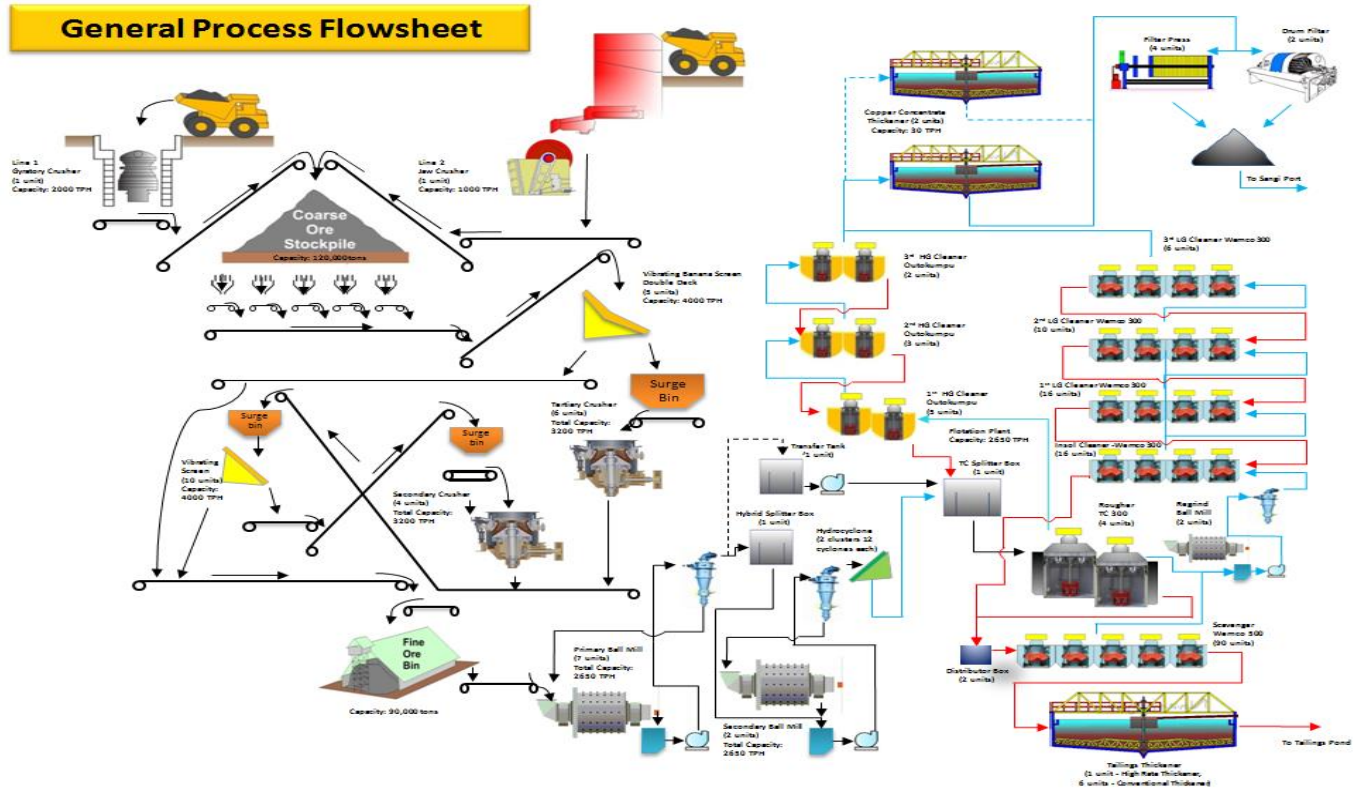 General Process Flowsheet
Line 1
Gyratory Crusher
(1 unit)
Capacity: 2000 TPH
Line 2
Jaw Crusher
(1 unit)
Capacity: 1000 TPH
Coarse
Ore
Stockpile
Capacity: 120,000tons
Vibrating Banana Screen
Double Deck
(5 units)
Capacity: 4000 TPH
Surge
Bin
Surge
bin
Surge
bin
Tertiary Crusher
(6 units)
Total Capacity:
3200 TPH
Vibrating
Screen
(10 units)
Capacity:
4000 TPH
Secondary Crusher
(4 units)
Total Capacity:
3200 TPH
Fine
Ore
Bin
Capacity: 90,000 tons
Primary Ball Mill
(7 units)
Total Capacity:
2650 TPH
Secondary Ball Mill
(2 units)
Total Capacity:
2650 TPH
Hybrid Splitter Box
(1 unit)
Hydrocyclone
(2 clusters 12
cyclones each)
Transfer Tank
(1 unit)
TC Splitter Box
(1 unit)
Copper Concentrate
Thickener (2 units)
Capacity: 30 TPH
Filter Press
(4 units)
Drum Filter
(2 units)
To Sangi Port
3rd HG Cleaner
Outokumpu
(2 units)
2nd HG Cleaner
Outokumpu
(3 units)
1st HG Cleaner
Outokumpu
(5 units)
Flotation Plant
Capacity: 2650 TPH
3rd LG Cleaner Wemco 300
(6 units)
2nd LG Cleaner Wemco 300
(10 units)
1st LG Cleaner Wemco 300
(16 units)
Insol Cleaner -Wemco 300
(16 units)
Rougher
TC 300
(4 units)
Regrind
Ball Mill
(2 units)
Scavenger
Wemco 500
(90 units)
Distributor Box
(2 units)
To Tailings Pond
Tailings Thickener
(1 unit - High Rate Thickener,
6 units - Conventional Thickener)